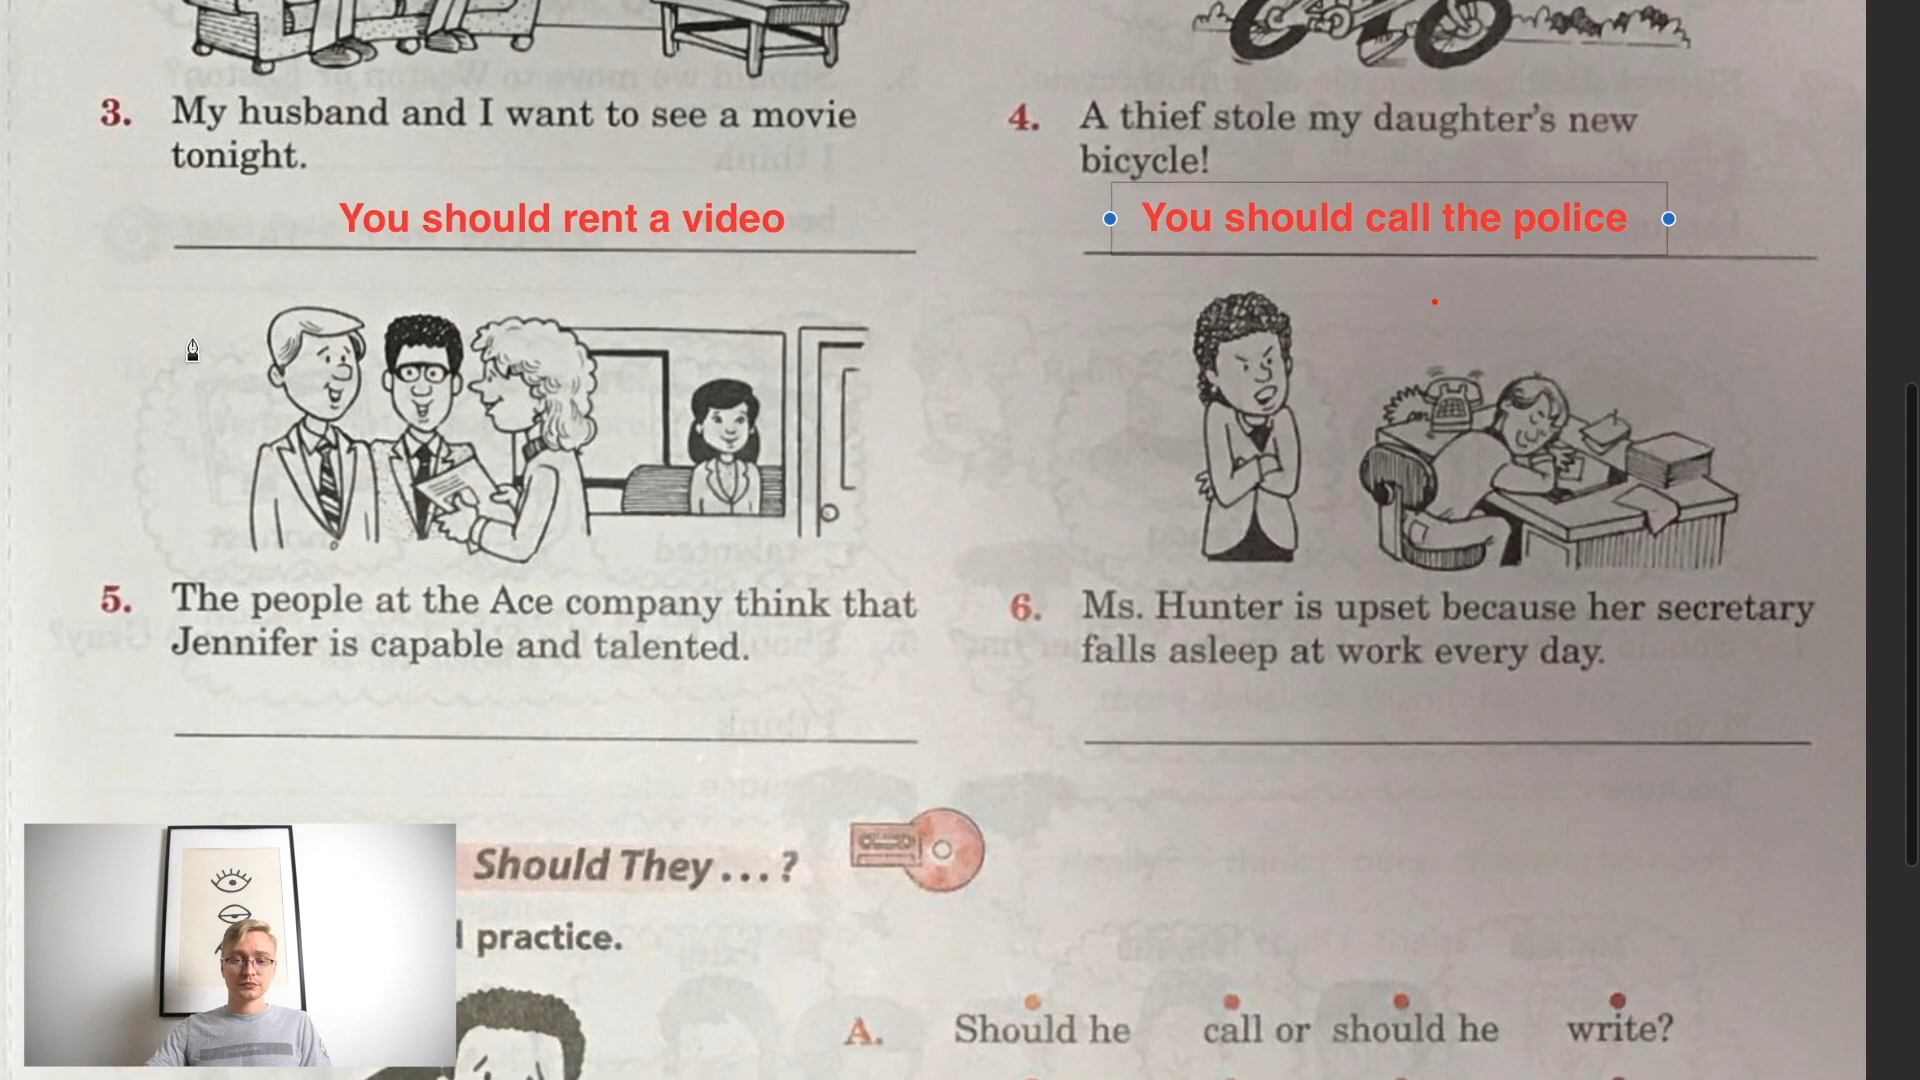 3. My husband and I want to see a movie
tonight.
You should rent a video
4. A thief stole my daughter's new
bicycle!
You should call the police
5. The people at the Ace company think that
Jennifer is capable and talented.
6. Ms. Hunter is upset because her secretary
falls asleep at work every day.
Should They...?
practice.
A. Should he call or should he write?